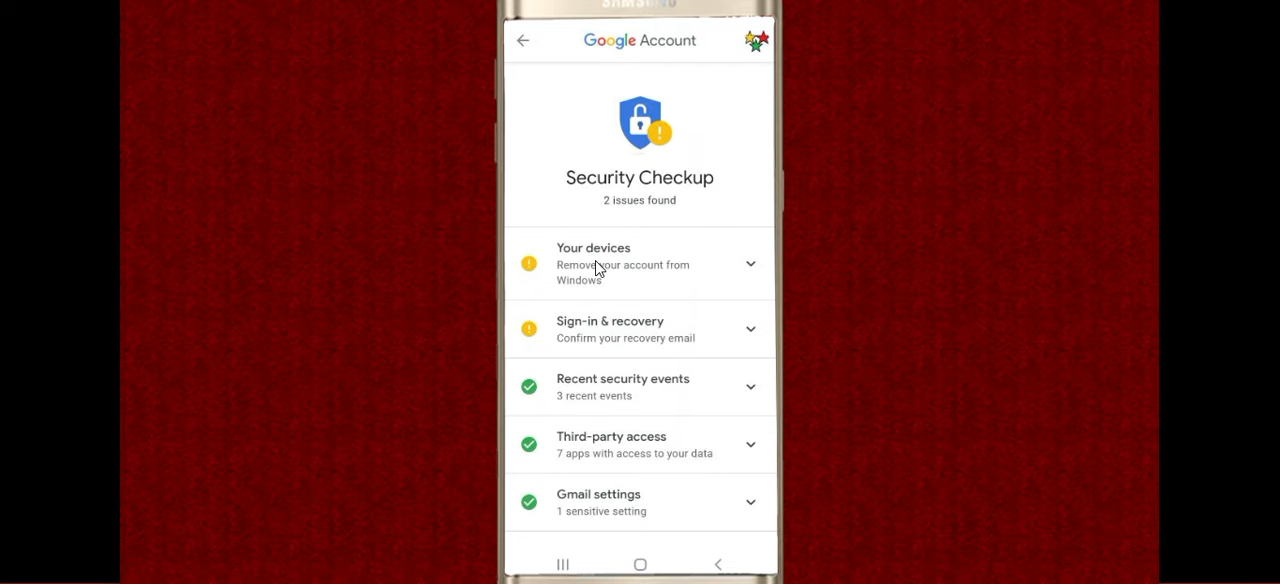 SAMSUNG
Google Account
Security Checkup
2 issues found
Your devices
Remove your account from
Windows
Sign-in & recovery
Confirm your recovery email
Recent security events
3 recent events
Third-party access
7 apps with access to your data
Gmail settings
1 sensitive setting